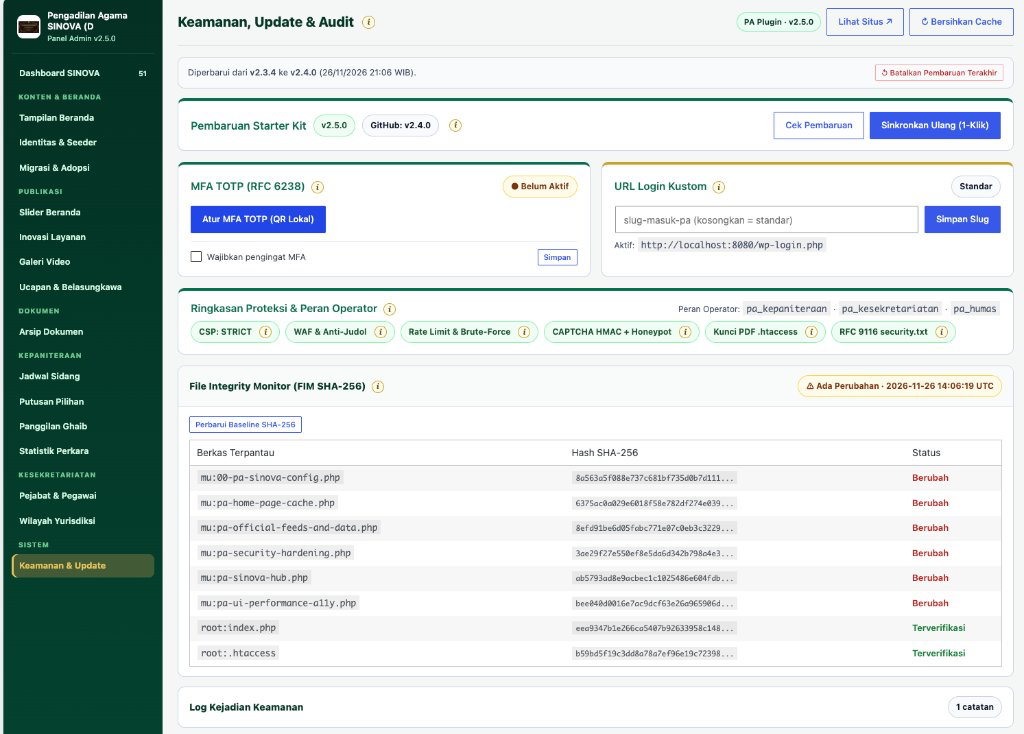 Pengadilan Agama
SINOVA (D
Panel Admin v2.5.0
Dashboard SINOVA 51
KONTEN & BERANDA
Tampilan Beranda
Identitas & Seeder
Migrasi & Adopsi
PUBLIKASI
Slider Beranda
Inovasi Layanan
Galeri Video
Ucapan & Belasungkawa
DOKUMEN
Arsip Dokumen
KEPANITERAAN
Jadwal Sidang
Putusan Pilihan
Panggilan Ghaib
Statistik Perkara
KESEKRETARIATAN
Pejabat & Pegawai
Wilayah Yurisdiksi
SISTEM
Keamanan & Update
Keamanan, Update & Audit i
PA Plugin · v2.5.0
Lihat Situs ↗
↻ Bersihkan Cache
Diperbarui dari v2.3.4 ke v2.4.0 (26/11/2026 21:06 WIB).
↺ Batalkan Pembaruan Terakhir
Pembaruan Starter Kit v2.5.0 GitHub: v2.4.0 i
Cek Pembaruan
Sinkronkan Ulang (1-Klik)
MFA TOTP (RFC 6238) i
● Belum Aktif
Atur MFA TOTP (QR Lokal)
Wajibkan pengingat MFA
Simpan
URL Login Kustom i
Standar
slug-masuk-pa (kosongkan = standar)
Simpan Slug
Aktif: http://localhost:8080/wp-login.php
Ringkasan Proteksi & Peran Operator i
Peran Operator: pa_kepaniteraan · pa_kesekretariatan · pa_humas
CSP: STRICT i
WAF & Anti-Judol i
Rate Limit & Brute-Force i
CAPTCHA HMAC + Honeypot i
Kunci PDF .htaccess i
RFC 9116 security.txt i
File Integrity Monitor (FIM SHA-256) i
⚠ Ada Perubahan · 2026-11-26 14:06:19 UTC
Perbarui Baseline SHA-256
Berkas Terpantau Hash SHA-256 Status
mu:00-pa-sinova-config.php 8a563a5f088e737c681bf735d0b7d111... Berubah
mu:pa-home-page-cache.php 6375ac0a029e6018f58e782df274e039... Berubah
mu:pa-official-feeds-and-data.php 8efd91be6d05fabc771e07c0eb3c3229... Berubah
mu:pa-security-hardening.php 3ae29f27e550ef8e5da6d342b798a4e3... Berubah
mu:pa-sinova-hub.php ab5793ad8e9acbec1c1025486e604fdb... Berubah
mu:pa-ui-performance-a11y.php bee040d0016e7ac9dcf63e26a965906d... Berubah
root:index.php eea9347b1e266ca5407b92633958c148... Terverifikasi
root:.htaccess b59bd5f19c3dd8a78a7ef96e19c72398... Terverifikasi
Log Kejadian Keamanan
1 catatan